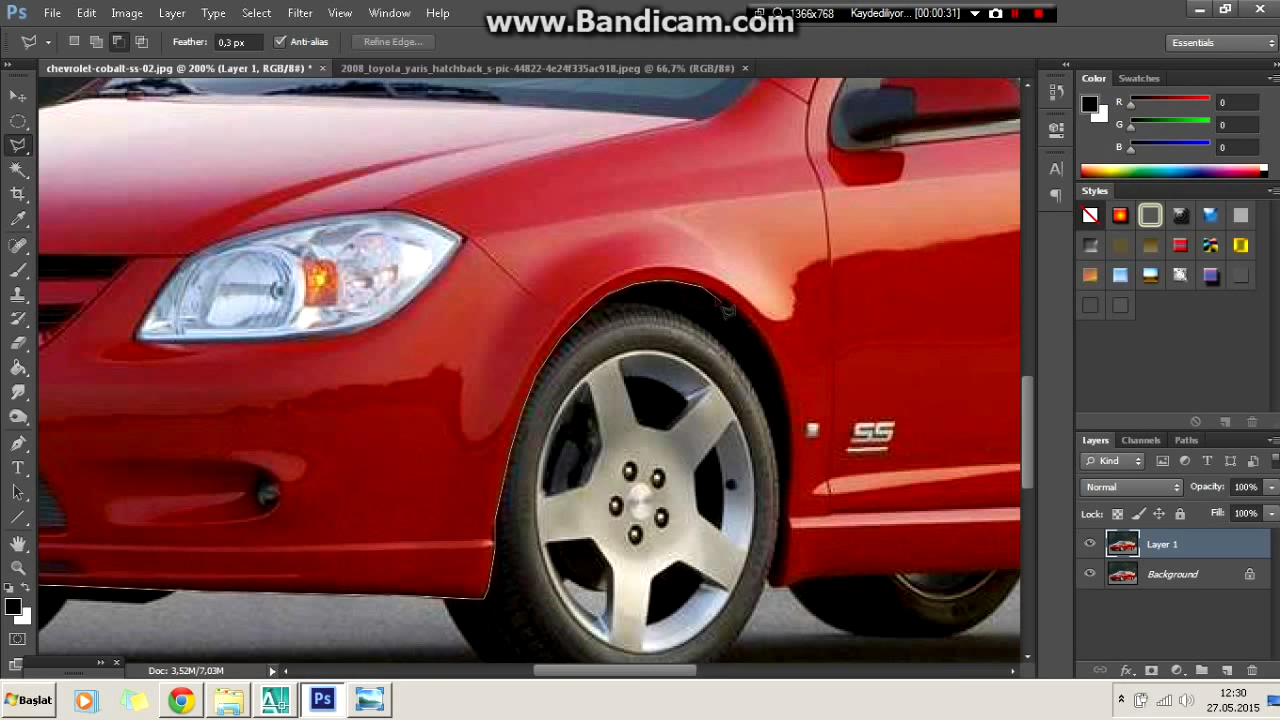 www.Bandicam.com
1366x768 Kaydediliyor... [00:00:31]
Ps File Edit Image Layer Type Select Filter View Window Help
Feather: 0,3 px Anti-alias Refine Edge... Essentials
chevrolet-cobalt-ss-02.jpg @ 200% (Layer 1, RGB/8#) * × 2008_toyota_yaris_hatchback_s-pic-44822-4e24f335ac918.jpeg @ 66,7% (RGB/8#) ×
Color Swatches
R 0
G 0
B 0
Styles
SS
Layers Channels Paths
Kind
Normal Opacity: 100%
Lock: Fill: 100%
Layer 1
Background
Doc: 3,52M/7,03M
Başlat
Ps
12:30
27.05.2015